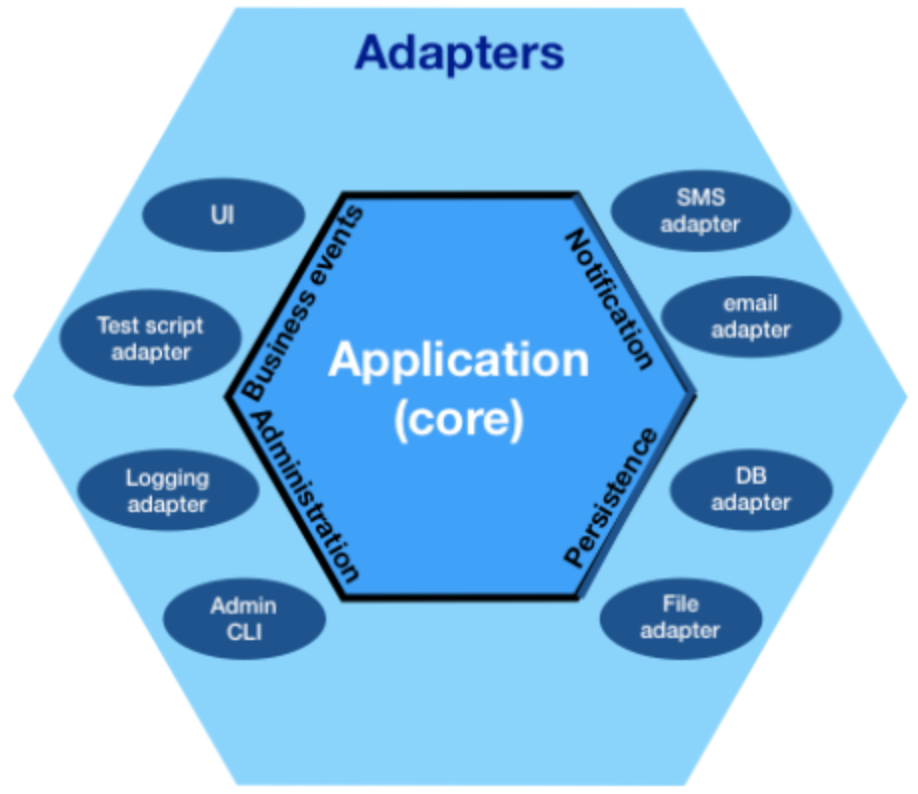 Adapters
UI
Test script
adapter
Logging
adapter
Admin
CLI
Business events
Administration
Application
(core)
Notification
Persistence
SMS
adapter
email
adapter
DB
adapter
File
adapter